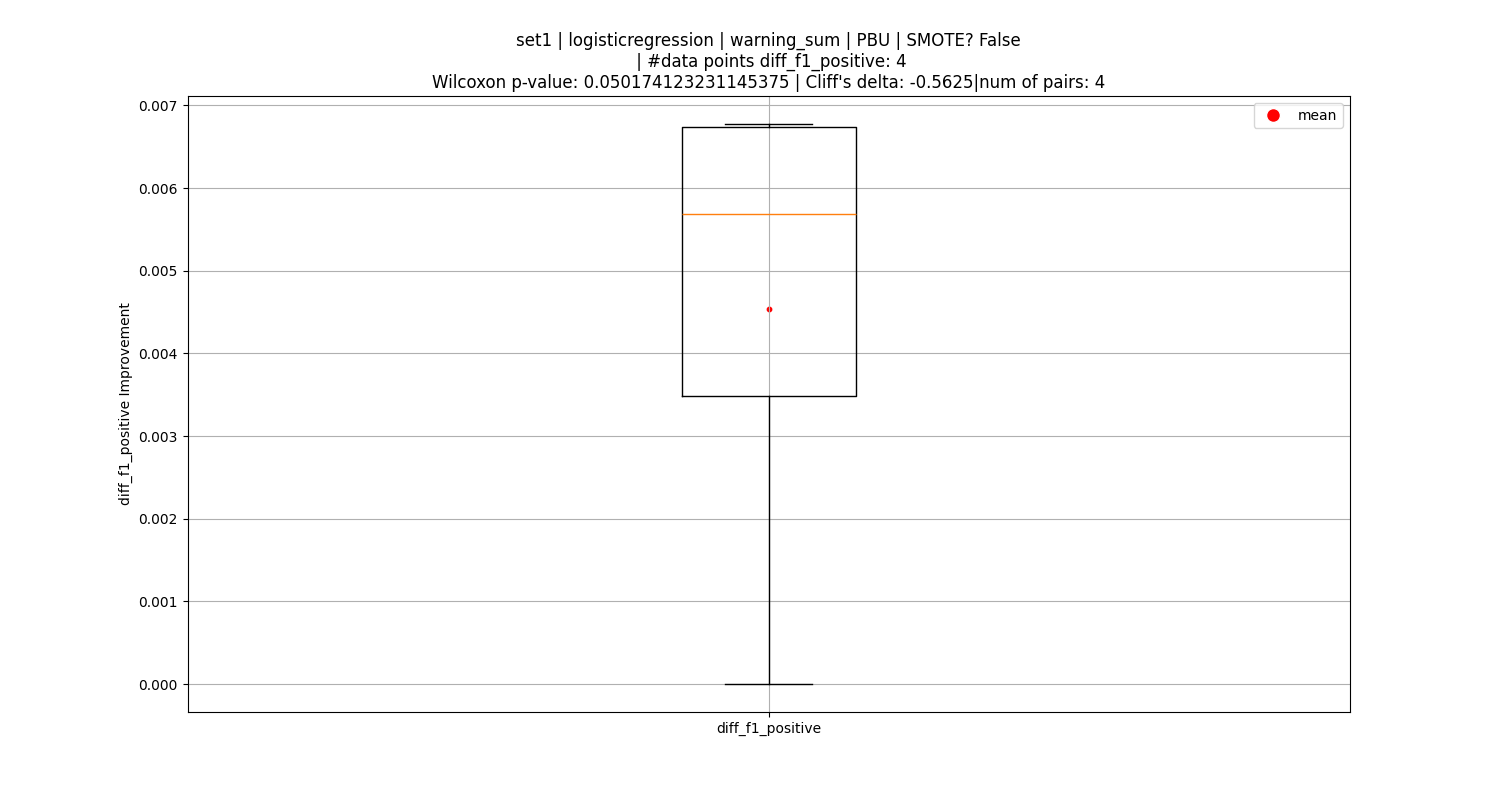 set1 | logisticregression | warning_sum | PBU | SMOTE? False
| #data points diff_f1_positive: 4
Wilcoxon p-value: 0.050174123231145375 | Cliff's delta: -0.5625|num of pairs: 4
mean
0.007
0.006
0.005
0.004
0.003
0.002
0.001
0.000
diff_f1_positive Improvement
diff_f1_positive